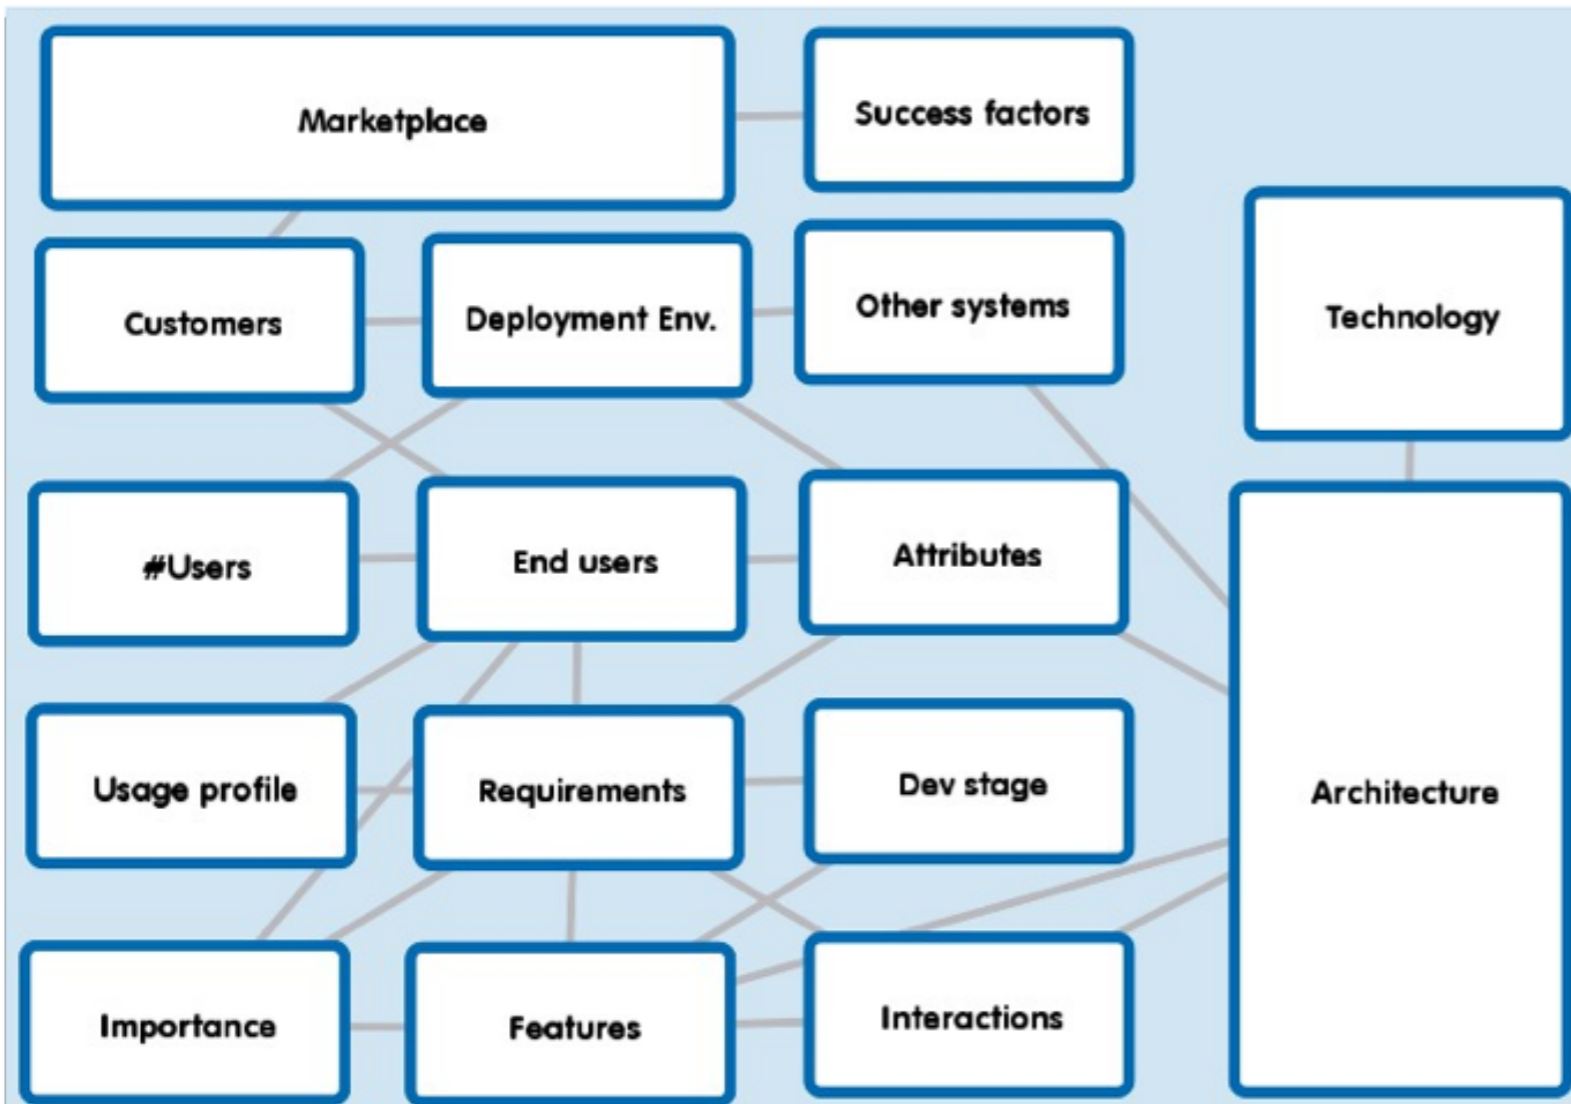 Marketplace
Success factors
Customers
Deployment Env.
Other systems
Technology
#Users
End users
Attributes
Usage profile
Requirements
Dev stage
Architecture
Importance
Features
Interactions